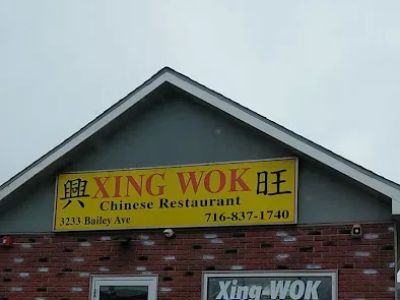 興 XING WOK 旺
Chinese Restaurant
3233 Bailey Ave 716-837-1740
Xing WOK